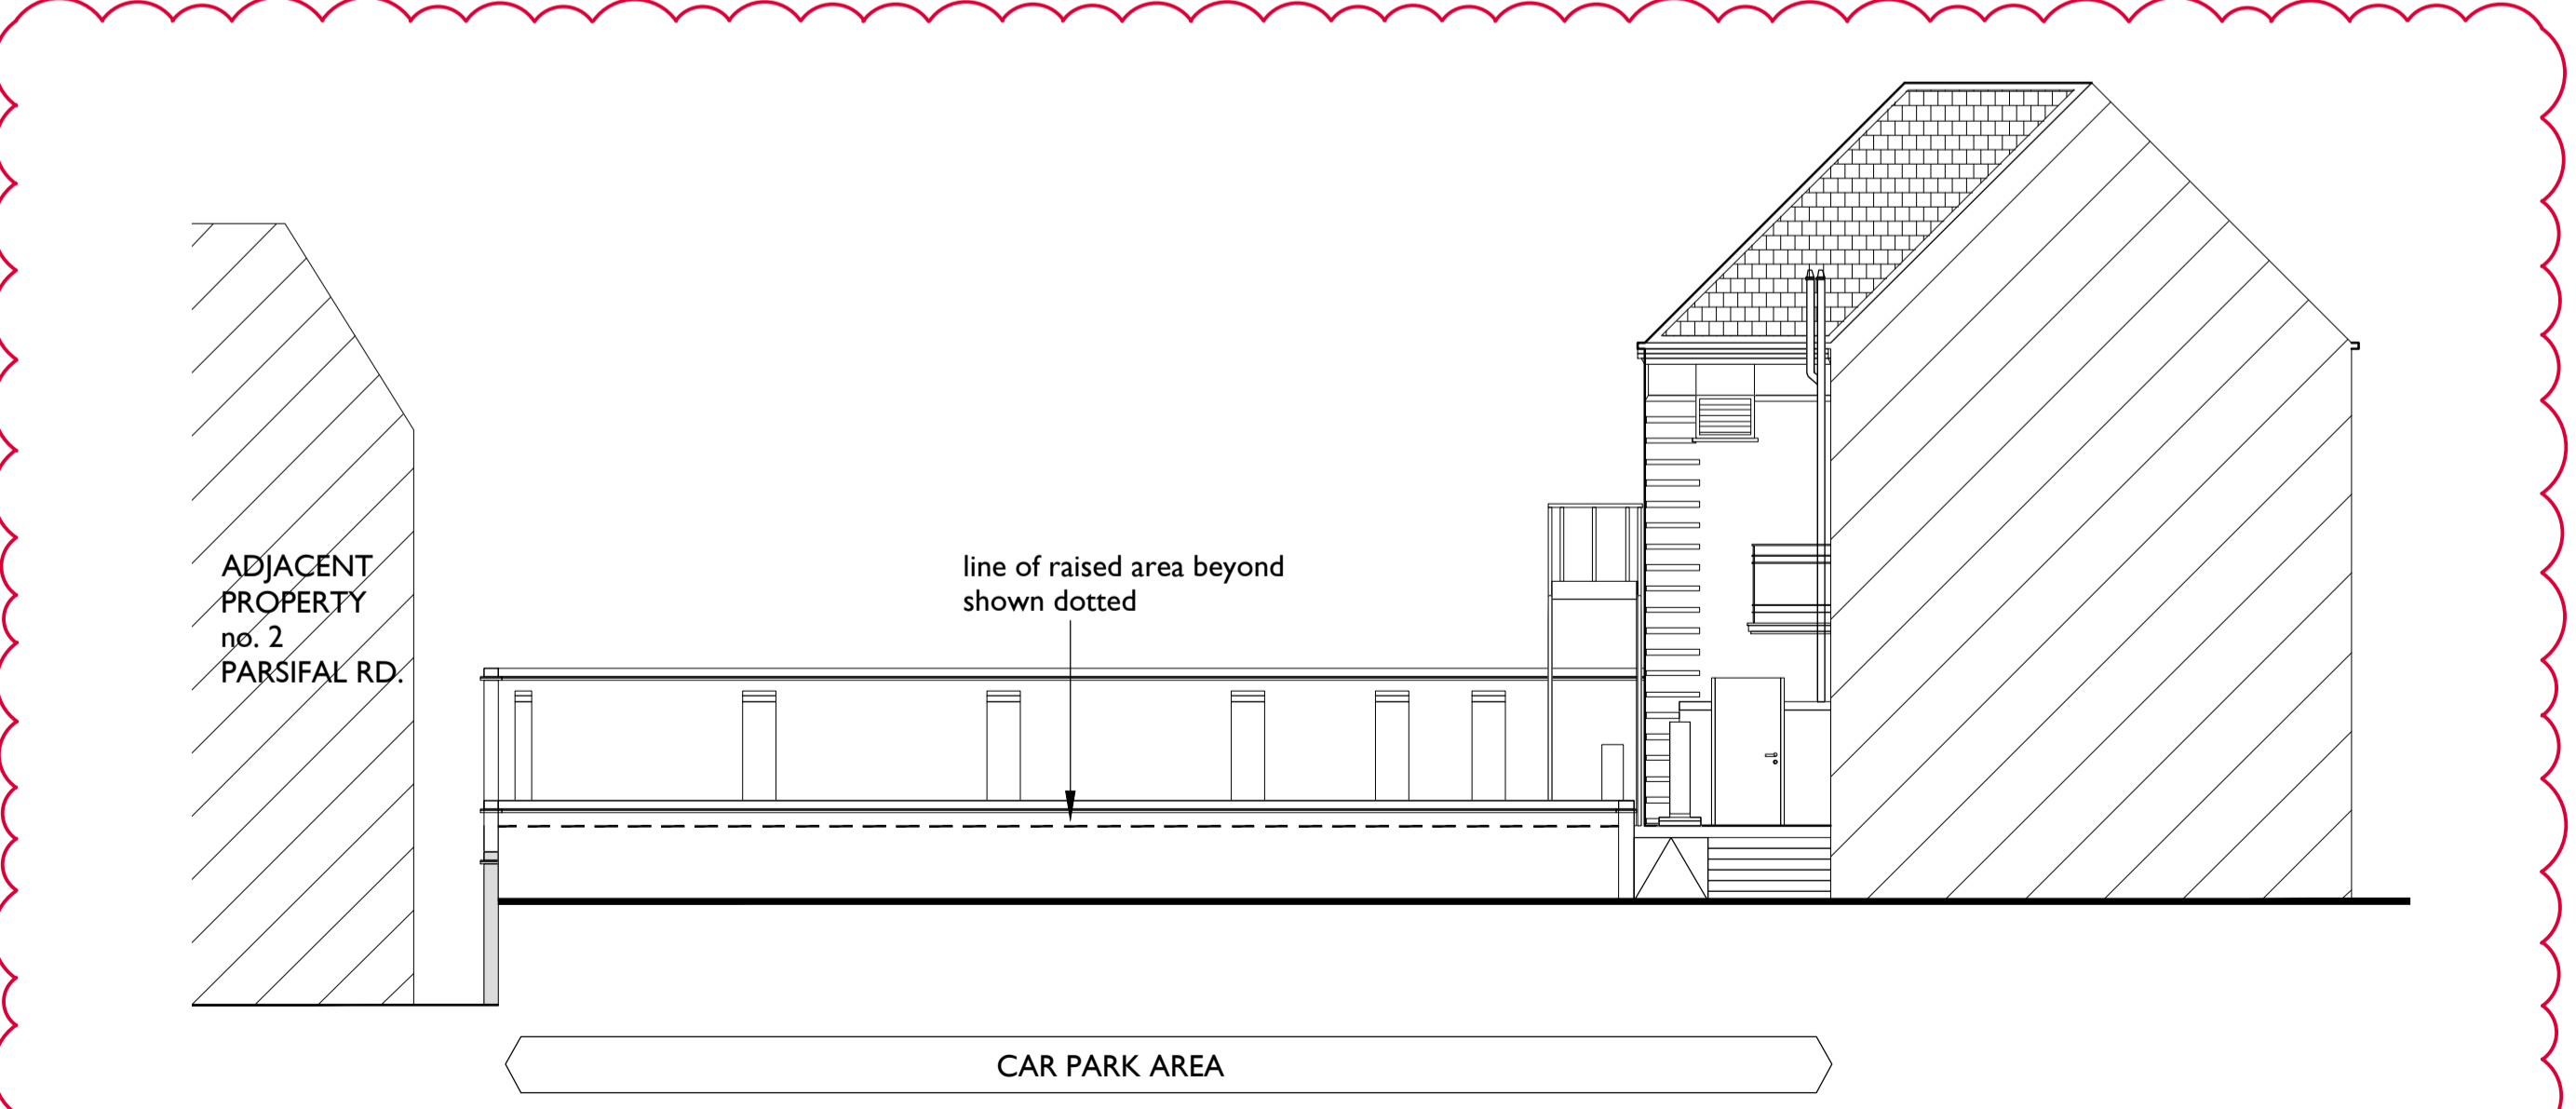 ADJACENT
PROPERTY
no. 2
PARSIFAL RD.
line of raised area beyond
shown dotted
CAR PARK AREA